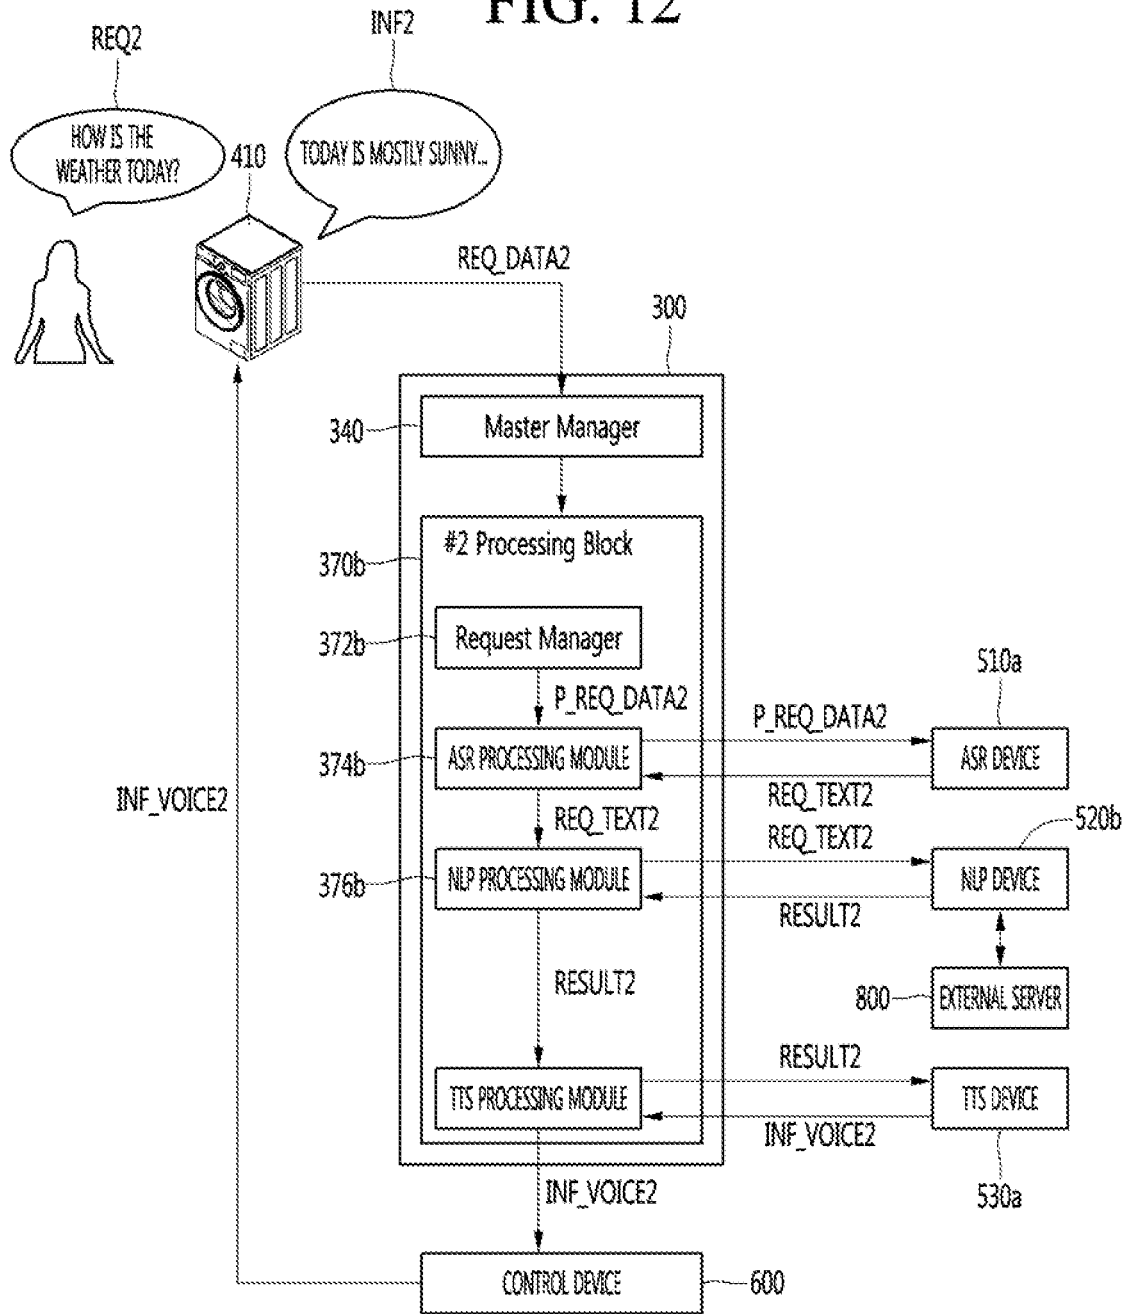 FIG. 12
REQ2
INF2
HOW IS THE
WEATHER TODAY?
410
TODAY IS MOSTLY SUNNY...
REQ_DATA2
300
340
Master Manager
#2 Processing Block
370b
372b
Request Manager
510a
P_REQ_DATA2
P_REQ_DATA2
374b
ASR PROCESSING MODULE
ASR DEVICE
INF_VOICE2
REQ_TEXT2
REQ_TEXT2
520b
REQ_TEXT2
376b
NLP PROCESSING MODULE
NLP DEVICE
RESULT2
RESULT2
800
EXTERNAL SERVER
RESULT2
TTS PROCESSING MODULE
TTS DEVICE
INF_VOICE2
INF_VOICE2
530a
CONTROL DEVICE
600